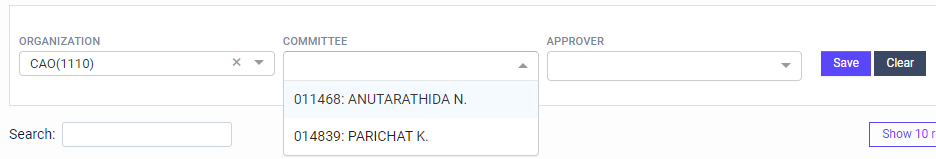 ORGANIZATION
COMMITTEE
APPROVER
CAO(1110)
Save
Clear
011468: ANUTARATHIDA N.
014839: PARICHAT K.
Search:
Show 10 r